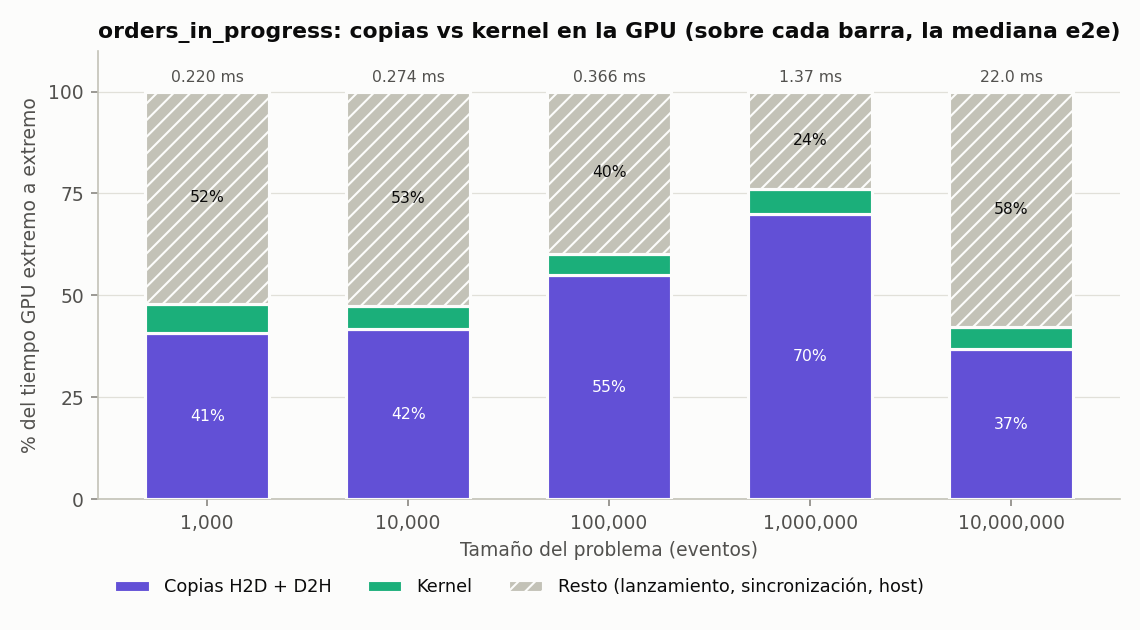 orders_in_progress: copias vs kernel en la GPU (sobre cada barra, la mediana e2e)
0.220 ms
0.274 ms
0.366 ms
1.37 ms
22.0 ms
% del tiempo GPU extremo a extremo
100
75
50
25
0
52%
53%
40%
24%
58%
41%
42%
55%
70%
37%
1,000
10,000
100,000
1,000,000
10,000,000
Tamaño del problema (eventos)
Copias H2D + D2H
Kernel
Resto (lanzamiento, sincronización, host)